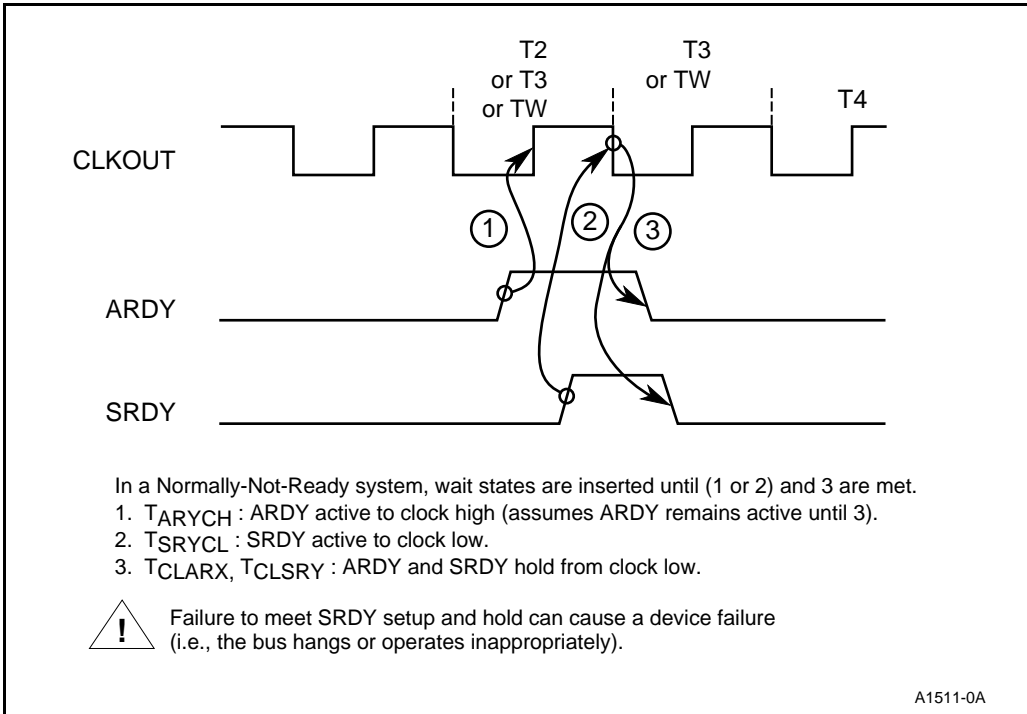 T2
or T3
or TW
T3
or TW
T4
CLKOUT
1
2
3
ARDY
SRDY
In a Normally-Not-Ready system, wait states are inserted until (1 or 2) and 3 are met.
1. TARYCH : ARDY active to clock high (assumes ARDY remains active until 3).
2. TSRYCL : SRDY active to clock low.
3. TCLARX, TCLSRY : ARDY and SRDY hold from clock low.
! Failure to meet SRDY setup and hold can cause a device failure
(i.e., the bus hangs or operates inappropriately).
A1511-0A